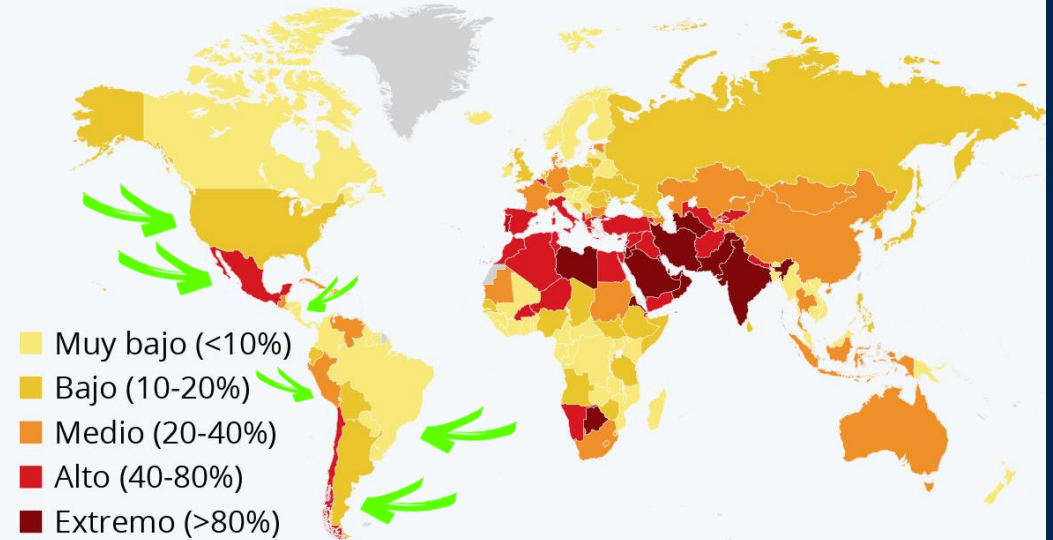 Muy bajo (<10%)
Bajo (10-20%)
Medio (20-40%)
Alto (40-80%)
Extremo (>80%)